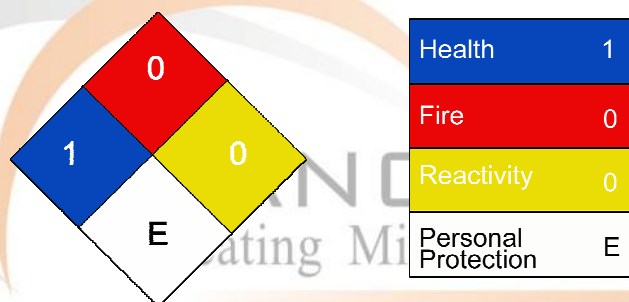 0
1
0
E
Health 1
Fire 0
Reactivity 0
Personal
Protection E